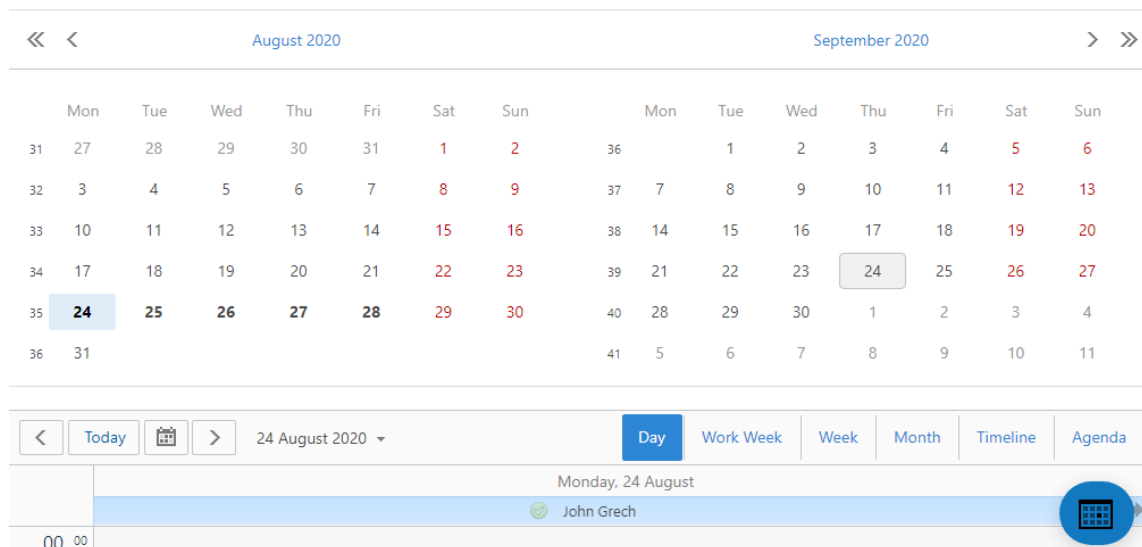 August 2020 September 2020
Mon Tue Wed Thu Fri Sat Sun Mon Tue Wed Thu Fri Sat Sun
31 27 28 29 30 31 1 2 36 1 2 3 4 5 6
32 3 4 5 6 7 8 9 37 7 8 9 10 11 12 13
33 10 11 12 13 14 15 16 38 14 15 16 17 18 19 20
34 17 18 19 20 21 22 23 39 21 22 23 24 25 26 27
35 24 25 26 27 28 29 30 40 28 29 30 1 2 3 4
36 31 41 5 6 7 8 9 10 11
Today 24 August 2020 Day Work Week Week Month Timeline Agenda
Monday, 24 August
John Grech
00 00